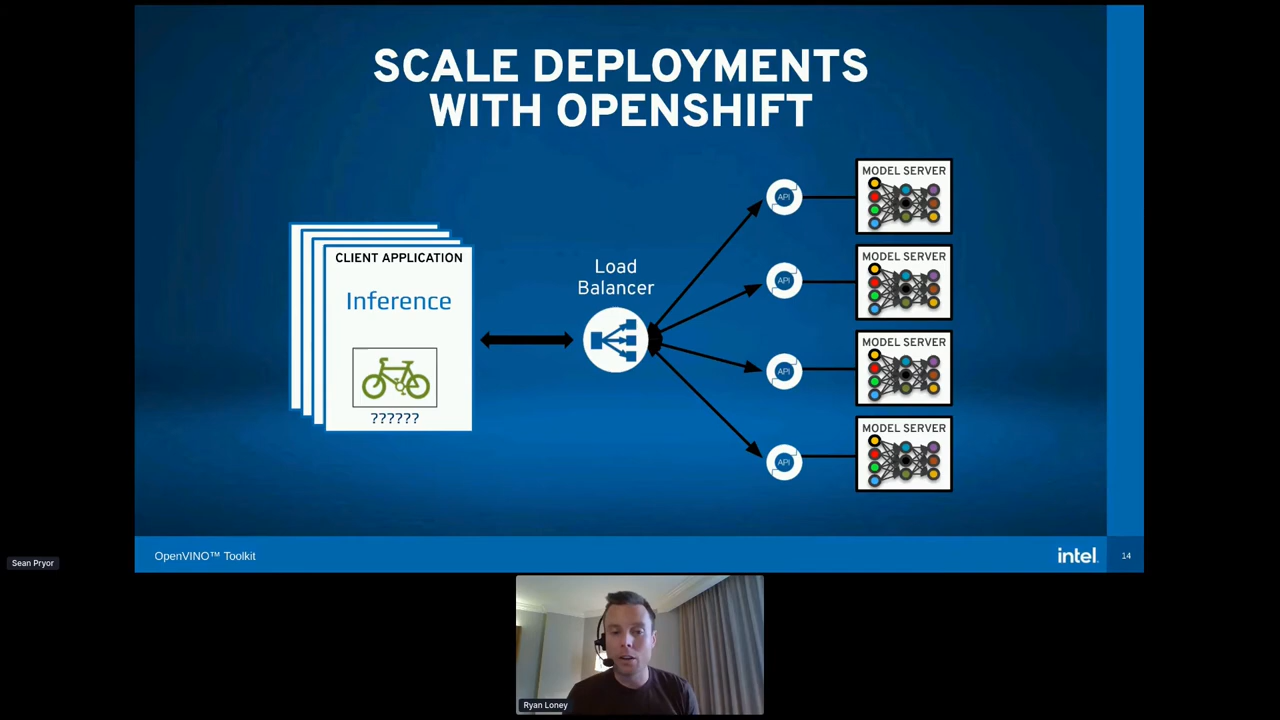 SCALE DEPLOYMENTS
WITH OPENSHIFT
CLIENT APPLICATION
Inference
??????
Load
Balancer
API
API
API
API
MODEL SERVER
MODEL SERVER
MODEL SERVER
MODEL SERVER
OpenVINO™ Toolkit
intel.
14
Sean Pryor
Ryan Loney